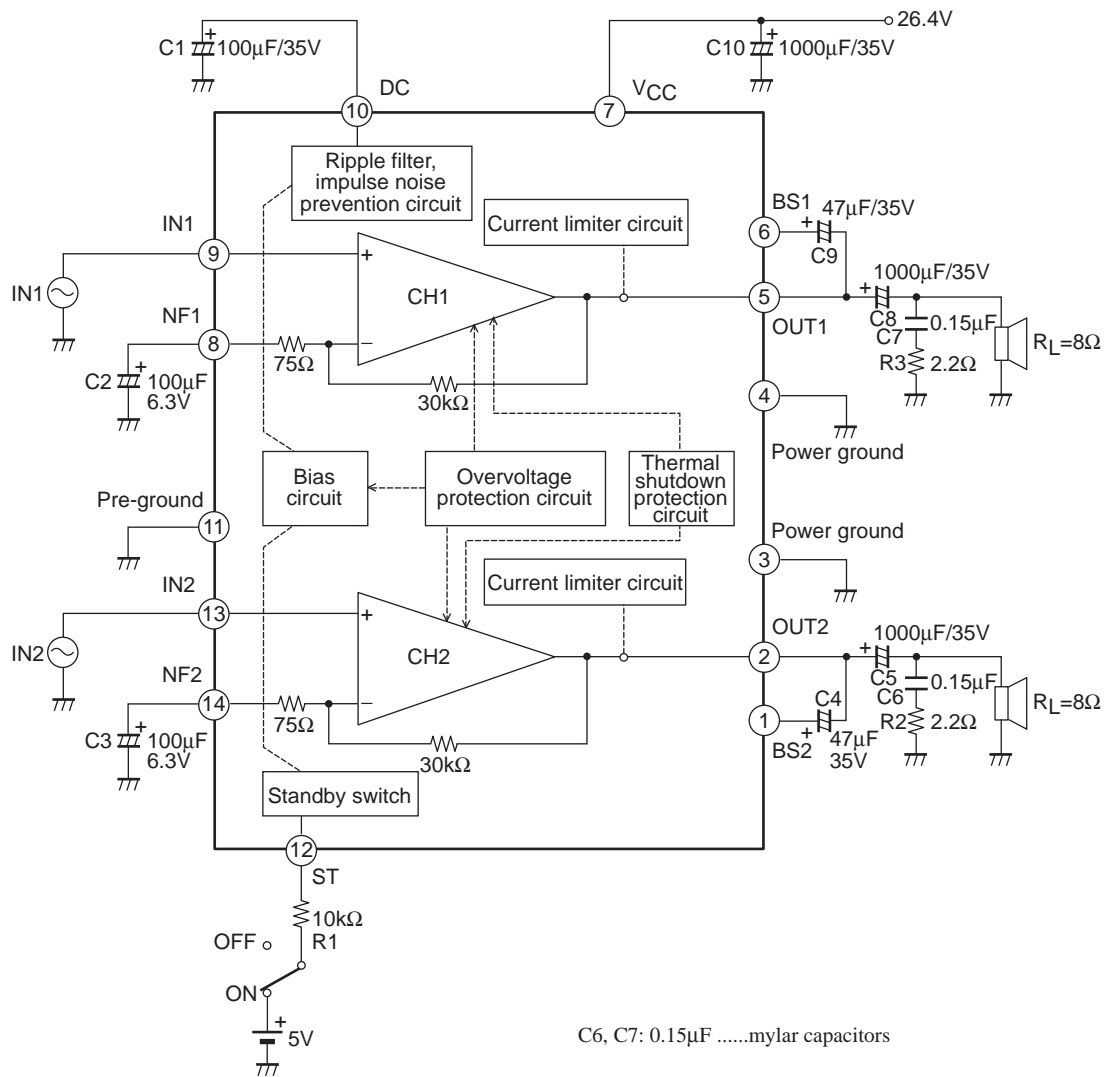 26.4V
C1
+
100µF/35V
C10
+
1000µF/35V
DC
VCC
10
7
Ripple filter,
impulse noise
prevention circuit
Current limiter circuit
BS1
47µF/35V
IN1
6
+
C9
9
+
1000µF/35V
IN1
CH1
5
+
OUT1
C8
C7
0.15µF
RL=8Ω
NF1
8
75Ω
−
R3
2.2Ω
C2
+
100µF
6.3V
30kΩ
4
Power ground
Bias
circuit
Overvoltage
protection circuit
Thermal
shutdown
protection
circuit
Pre-ground
11
Power ground
3
IN2
Current limiter circuit
13
+
OUT2
1000µF/35V
IN2
CH2
2
+
C5
C6
0.15µF
RL=8Ω
NF2
14
75Ω
−
C4
1
+
R2
2.2Ω
C3
+
100µF
6.3V
30kΩ
BS2
47µF
35V
Standby switch
12
ST
10kΩ
R1
OFF
ON
+
5V
C6, C7: 0.15µF ......mylar capacitors